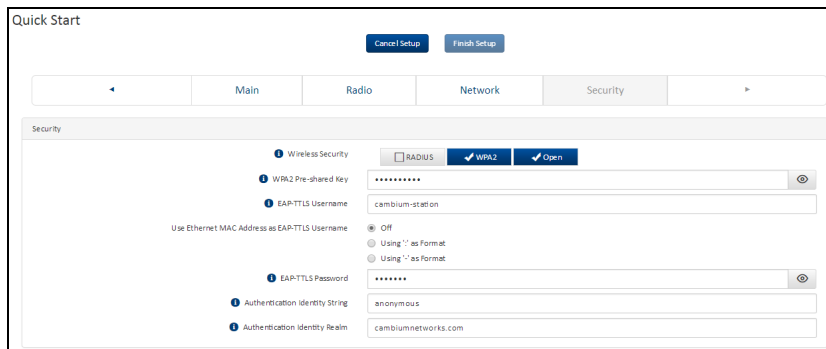 Quick Start
Cancel Setup Finish Setup
Main Radio Network Security
Security
Wireless Security RADIUS WPA2 Open
WPA2 Pre-shared Key ••••••••••
EAP-TTLS Username cambium-station
Use Ethernet MAC Address as EAP-TTLS Username Off
Using ':' as Format
Using '-' as Format
EAP-TTLS Password •••••••
Authentication Identity String anonymous
Authentication Identity Realm cambiumnetworks.com